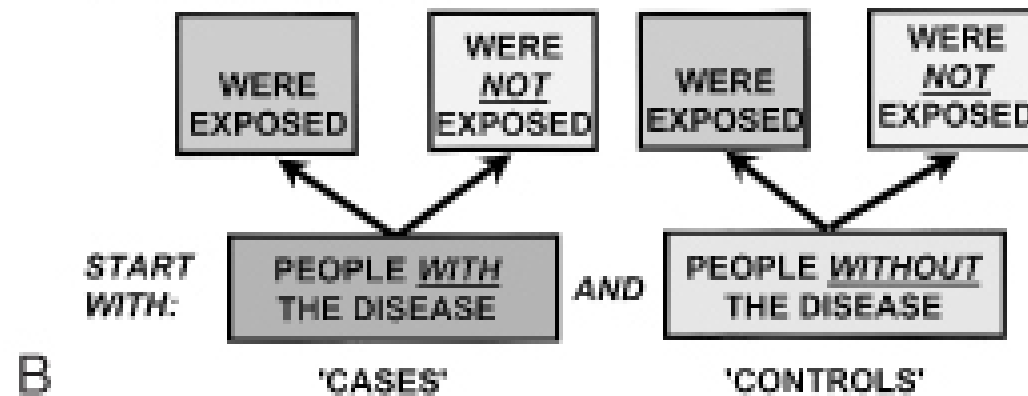 WERE
EXPOSED
WERE
NOT
EXPOSED
WERE
EXPOSED
WERE
NOT
EXPOSED
START
WITH:
PEOPLE WITH
THE DISEASE
AND
PEOPLE WITHOUT
THE DISEASE
B
'CASES'
'CONTROLS'